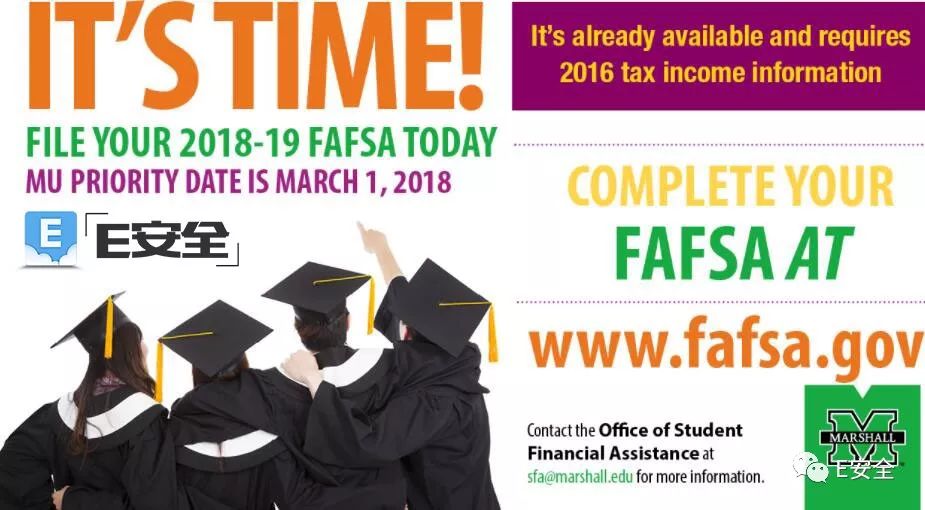 IT'S TIME!
FILE YOUR 2018-19 FAFSA TODAY
MU PRIORITY DATE IS MARCH 1, 2018
E
「E安全」
It's already available and requires
2016 tax income information
COMPLETE YOUR
FAFSA AT
www.fafsa.gov
Contact the Office of Student
Financial Assistance at
sfa@marshall.edu for more information.
M
MARSHALL
TM
E安全